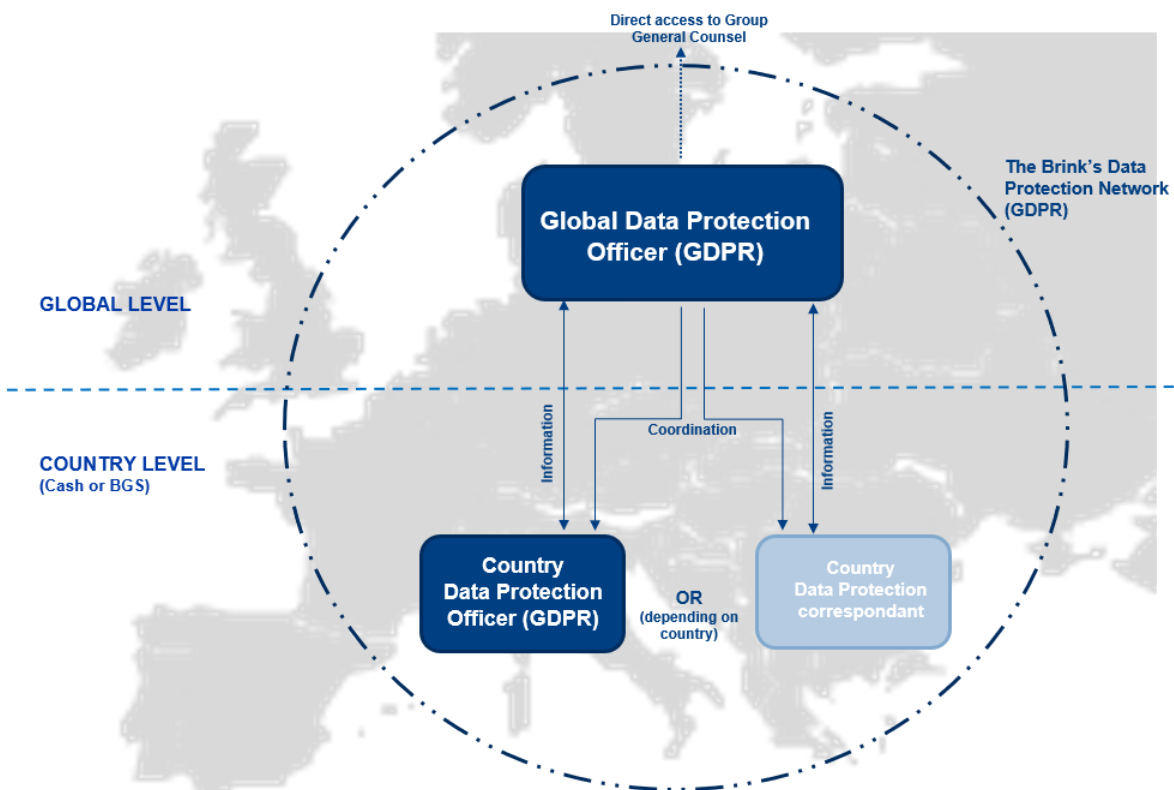 Direct access to Group
General Counsel
The Brink's Data
Protection Network
(GDPR)
Global Data Protection
Officer (GDPR)
GLOBAL LEVEL
COUNTRY LEVEL
(Cash or BGS)
Information
Coordination
Information
Country
Data Protection
Officer (GDPR)
OR
(depending on
country)
Country
Data Protection
correspondant